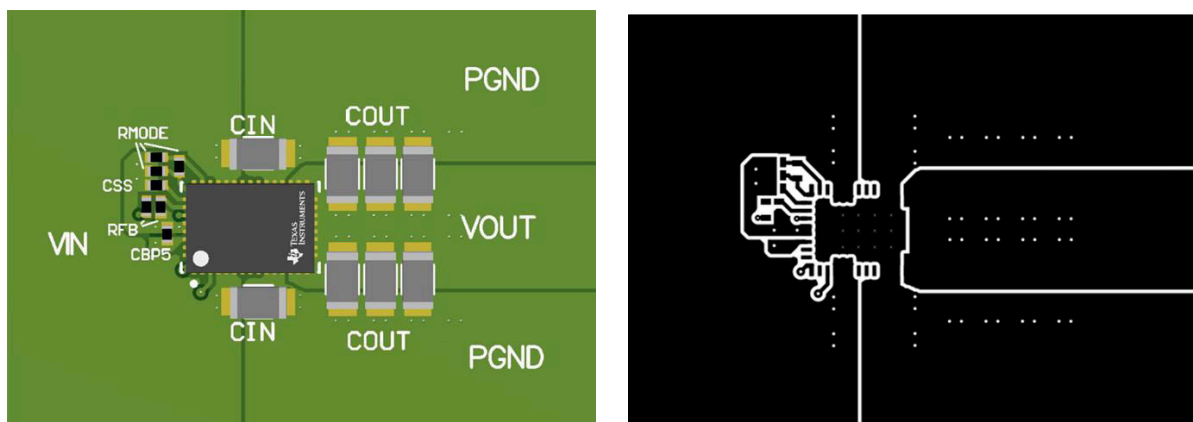 PGND
COUT
CIN
RMODE
CSS
TEXAS
INSTRUMENTS
VOUT
RFB
VIN
CBP5
CIN
COUT
PGND